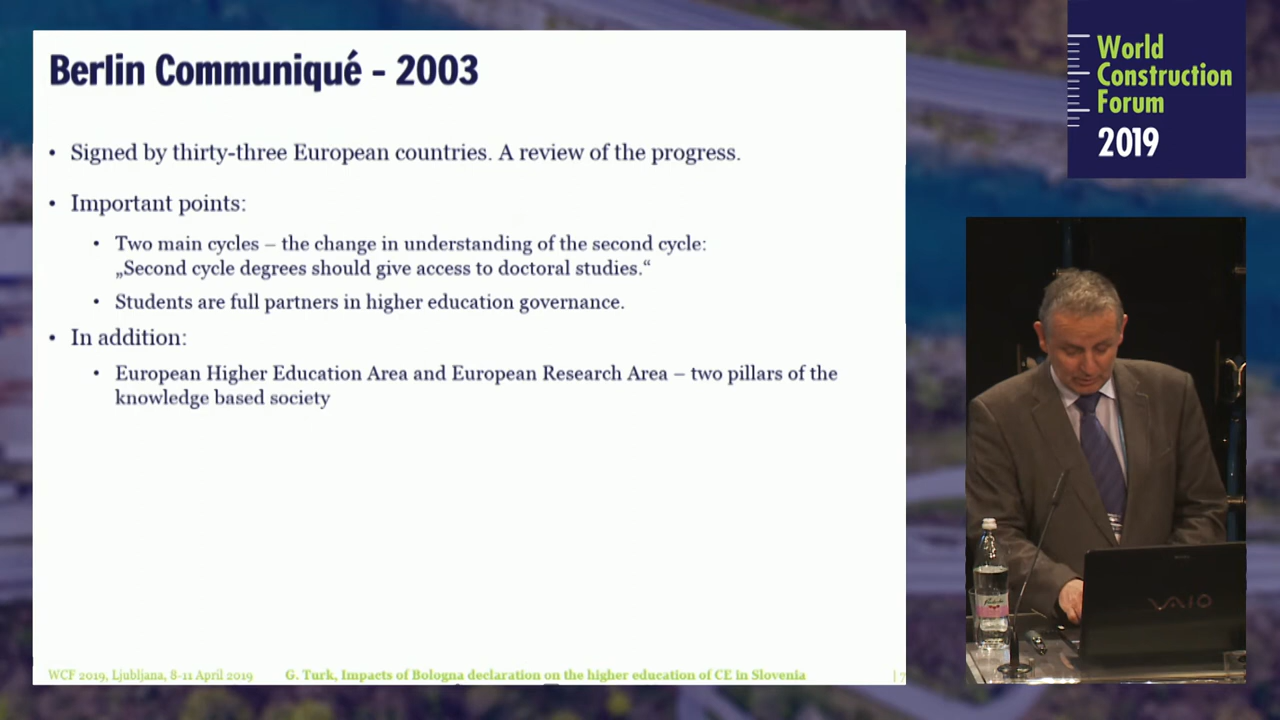 Berlin Communiqué - 2003
• Signed by thirty-three European countries. A review of the progress.
• Important points:
• Two main cycles – the change in understanding of the second cycle:
„Second cycle degrees should give access to doctoral studies.“
• Students are full partners in higher education governance.
• In addition:
• European Higher Education Area and European Research Area – two pillars of the
knowledge based society
WCF 2019, Ljubljana, 8-11 April 2019
G. Turk, Impacts of Bologna declaration on the higher education of CE in Slovenia
| 7
World
Construction
Forum
2019
VAIO